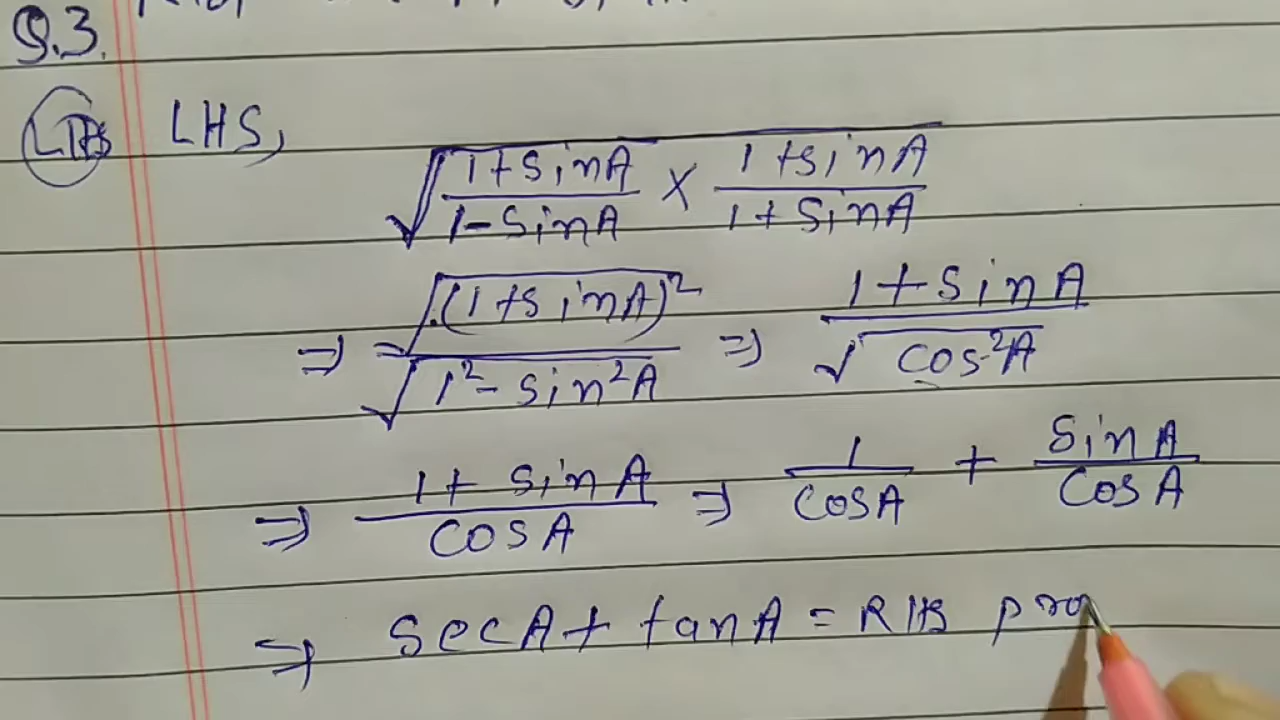 Q.3.
LHS LHS,
√(1+sinA/1-sinA × 1+sinA/1+sinA)
⇒ √(1+sinA)²/√1²-sin²A ⇒ 1+sinA/√cos²A
⇒ 1+sinA/cosA ⇒ 1/cosA + sinA/cosA
⇒ secA+tanA=RHS pro